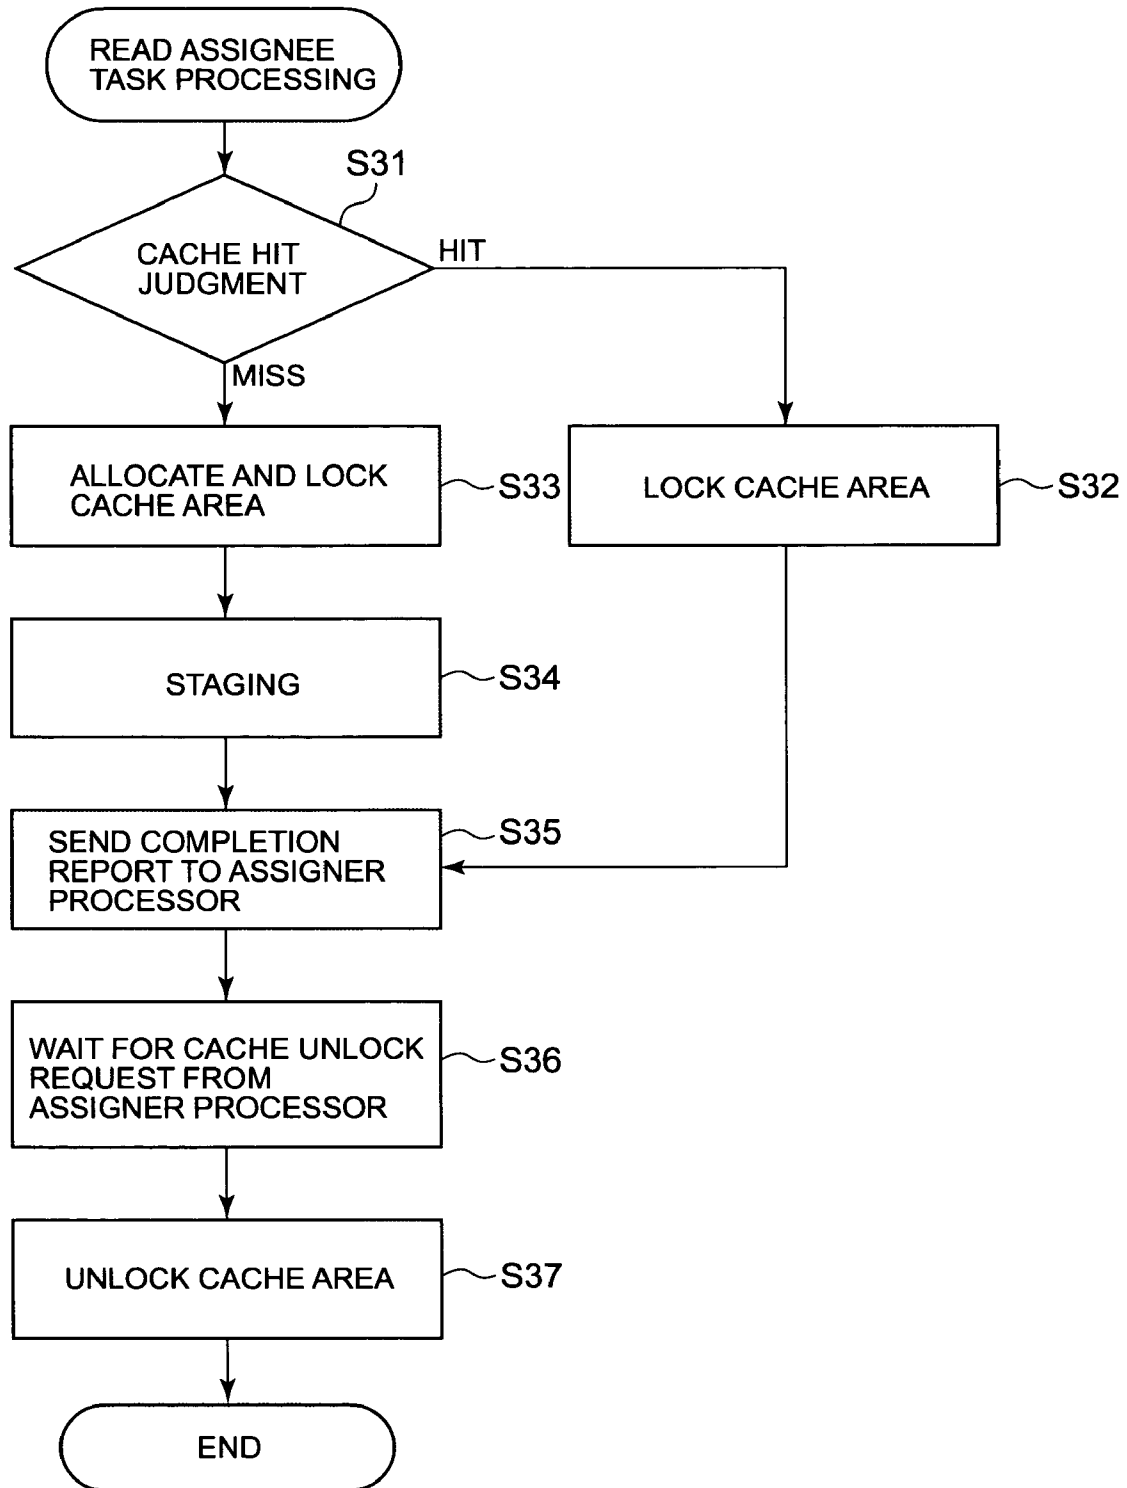 READ ASSIGNEE
TASK PROCESSING
S31
CACHE HIT
JUDGMENT
HIT
MISS
ALLOCATE AND LOCK
CACHE AREA
S33
LOCK CACHE AREA
S32
STAGING
S34
SEND COMPLETION
REPORT TO ASSIGNER
PROCESSOR
S35
WAIT FOR CACHE UNLOCK
REQUEST FROM
ASSIGNER PROCESSOR
S36
UNLOCK CACHE AREA
S37
END